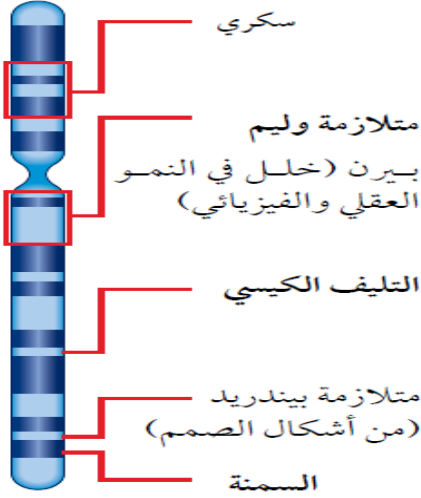 سكري
متلازمة وليم
بيرن (خلل في النمو
العقلي والفيزيائي)
التليف الكيسي
متلازمة بيندريد
(من أشكال الصمم)
السمنة